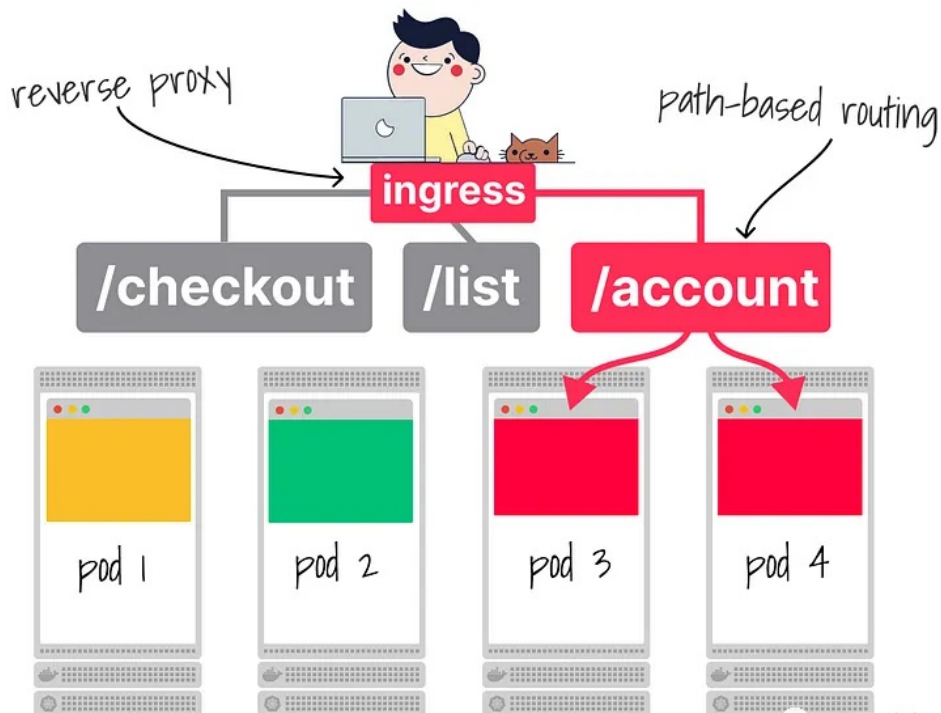 reverse proxy
path-based routing
ingress
/checkout
/list
/account
pod 1
pod 2
pod 3
pod 4